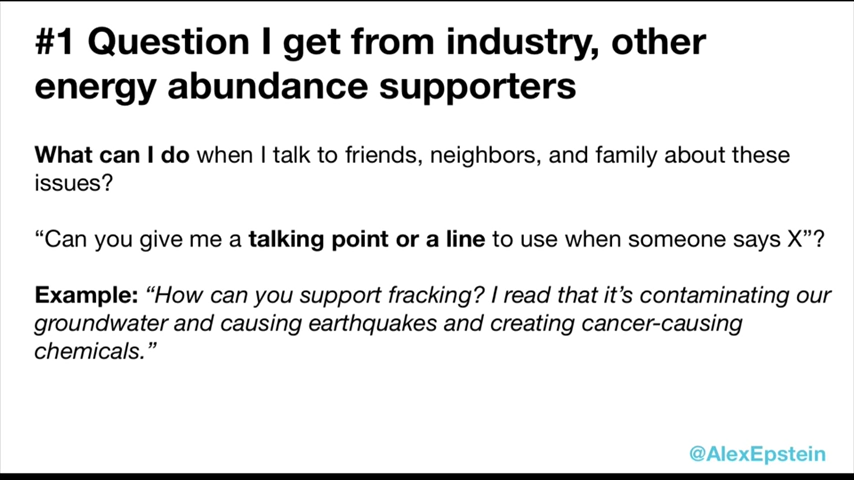 #1 Question I get from industry, other
energy abundance supporters
What can I do when I talk to friends, neighbors, and family about these
issues?
“Can you give me a talking point or a line to use when someone says X”?
Example: “How can you support fracking? I read that it’s contaminating our
groundwater and causing earthquakes and creating cancer-causing
chemicals.”
@AlexEpstein